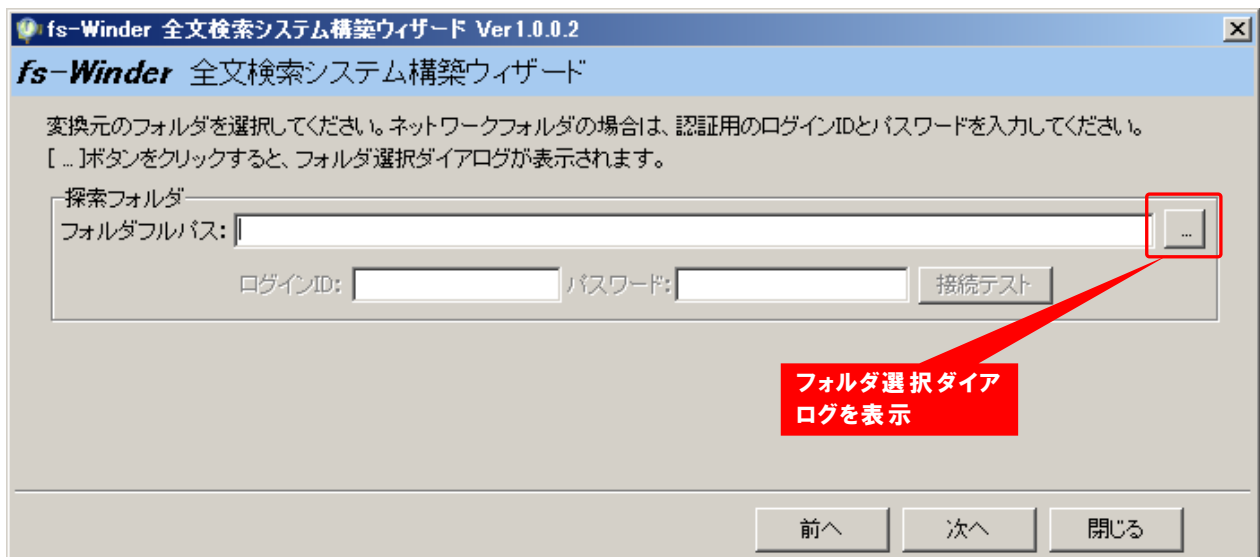 fs-Winder 全文検索システム構築ウィザード Ver1.0.0.2
fs-Winder 全文検索システム構築ウィザード
変換元のフォルダを選択してください。ネットワークフォルダの場合は、認証用のログインIDとパスワードを入力してください。
[ ... ]ボタンをクリックすると、フォルダ選択ダイアログが表示されます。
探索フォルダ
フォルダフルパス: ...
ログインID: パスワード: 接続テスト
フォルダ選択ダイア
ログを表示
前へ 次へ 閉じる